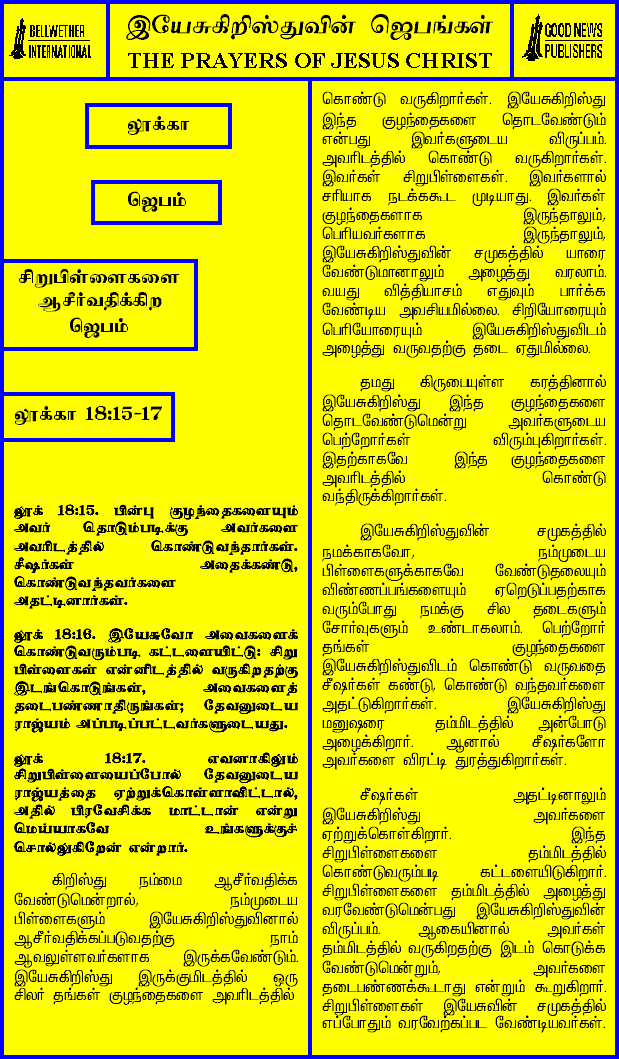 BELLWETHER
INTERNATIONAL
இயேசுகிறிஸ்துவின் ஜெபங்கள்
THE PRAYERS OF JESUS CHRIST
GOOD NEWS
PUBLISHERS
லூக்கா
ஜெபம்
சிறுபிள்ளைகளை
ஆசீர்வதிக்கிற
ஜெபம்
லூக்கா 18:15-17
லூக் 18:15. பின்பு குழந்தைகளையும்
அவர் தொடும்படிக்கு அவர்களை
அவரிடத்தில் கொண்டுவந்தார்கள்.
சீஷர்கள் அதைக்கண்டு,
கொண்டுவந்தவர்களை
அதட்டினார்கள்.
லூக் 18:16. இயேசுவோ அவைகளைக்
கொண்டுவரும்படி கட்டளையிட்டு: சிறு
பிள்ளைகள் என்னிடத்தில் வருகிறதற்கு
இடங்கொடுங்கள், அவைகளைத்
தடைபண்ணாதிருங்கள்; தேவனுடைய
ராஜ்யம் அப்படிப்பட்டவர்களுடையது.
லூக் 18:17. எவனாகிலும்
சிறுபிள்ளையைப்போல் தேவனுடைய
ராஜ்யத்தை ஏற்றுக்கொள்ளாவிட்டால்,
அதில் பிரவேசிக்க மாட்டான் என்று
மெய்யாகவே உங்களுக்குச்
சொல்லுகிறேன் என்றார்.
கிறிஸ்து நம்மை ஆசீர்வதிக்க
வேண்டுமென்றால், நம்முடைய
பிள்ளைகளும் இயேசுகிறிஸ்துவினால்
ஆசீர்வதிக்கப்படுவதற்கு நாம்
ஆவலுள்ளவர்களாக இருக்கவேண்டும்.
இயேசுகிறிஸ்து இருக்குமிடத்தில் ஒரு
சிலர் தங்கள் குழந்தைகளை அவரிடத்தில்
கொண்டு வருகிறார்கள். இயேசுகிறிஸ்து
இந்த குழந்தைகளை தொடவேண்டும்
என்பது இவர்களுடைய விருப்பம்.
அவரிடத்தில் கொண்டு வருகிறார்கள்.
இவர்கள் சிறுபிள்ளைகள். இவர்களால்
சரியாக நடக்ககூட முடியாது. இவர்கள்
குழந்தைகளாக இருந்தாலும்,
பெரியவர்களாக இருந்தாலும்,
இயேசுகிறிஸ்துவின் சமுகத்தில் யாரை
வேண்டுமானாலும் அழைத்து வரலாம்.
வயது வித்தியாசம் எதுவும் பார்க்க
வேண்டிய அவசியமில்லை. சிறியோரையும்
பெரியோரையும் இயேசுகிறிஸ்துவிடம்
அழைத்து வருவதற்கு தடை ஏதுமில்லை.
தமது கிருபையுள்ள கரத்தினால்
இயேசுகிறிஸ்து இந்த குழந்தைகளை
தொடவேண்டுமென்று அவர்களுடைய
பெற்றோர்கள் விரும்புகிறார்கள்.
இதற்காகவே இந்த குழந்தைகளை
அவரிடத்தில் கொண்டு
வந்திருக்கிறார்கள்.
இயேசுகிறிஸ்துவின் சமுகத்தில்
நமக்காகவோ, நம்முடைய
பிள்ளைகளுக்காகவே வேண்டுதலையும்
விண்ணப்பங்களையும் ஏறெடுப்பதற்காக
வரும்போது நமக்கு சில தடைகளும்
சோர்வுகளும் உண்டாகலாம். பெற்றோர்
தங்கள் குழந்தைகளை
இயேசுகிறிஸ்துவிடம் கொண்டு வருவதை
சீஷர்கள் கண்டு, கொண்டு வந்தவர்களை
அதட்டுகிறார்கள். இயேசுகிறிஸ்து
மனுஷரை தம்மிடத்தில் அன்போடு
அழைக்கிறார். ஆனால் சீஷர்களோ
அவர்களை விரட்டி துரத்துகிறார்கள்.
சீஷர்கள் அதட்டினாலும்
இயேசுகிறிஸ்து அவர்களை
ஏற்றுக்கொள்கிறார். இந்த
சிறுபிள்ளைகளை தம்மிடத்தில்
கொண்டுவரும்படி கட்டளையிடுகிறார்.
சிறுபிள்ளைகளை தம்மிடத்தில் அழைத்து
வரவேண்டுமென்பது இயேசுகிறிஸ்துவின்
விருப்பம். ஆகையினால் அவர்கள்
தம்மிடத்தில் வருகிறதற்கு இடம் கொடுக்க
வேண்டுமென்றும், அவர்களை
தடைபண்ணக்கூடாது என்றும் கூறுகிறார்.
சிறுபிள்ளைகள் இயேசுவின் சமுகத்தில்
எப்போதும் வரவேற்கப்பட வேண்டியவர்கள்.